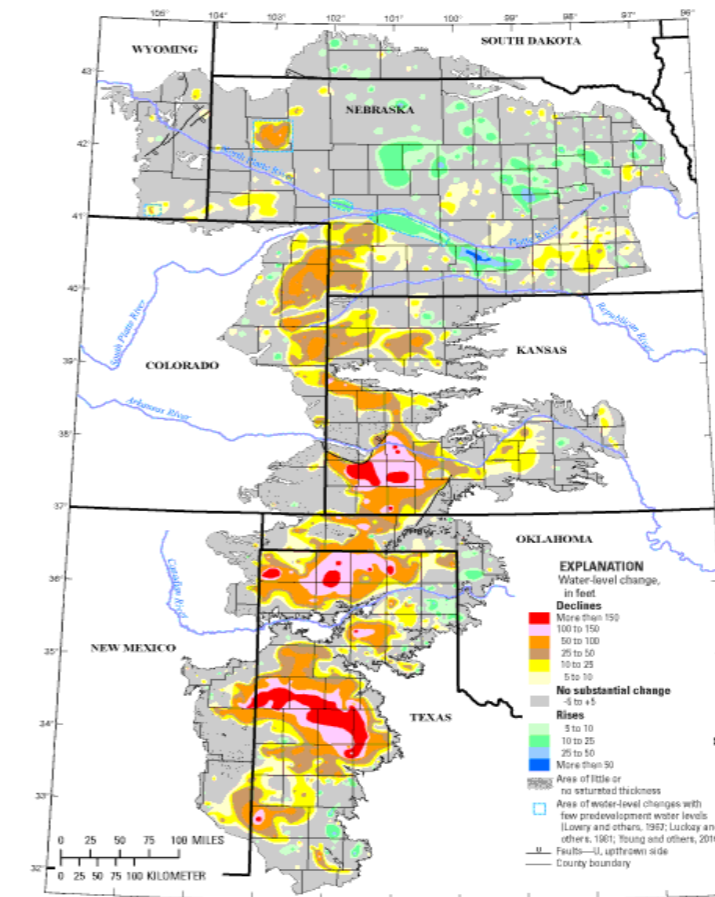 105° 104° 103° 102° 101° 100° 99° 98° 97° 96°
WYOMING
SOUTH DAKOTA
43°
NEBRASKA
42°
North Platte River
41°
Platte River
40°
South Platte River
Republican River
39°
COLORADO
KANSAS
Arkansas River
38°
37°
OKLAHOMA
36°
Canadian River
35°
NEW MEXICO
34°
TEXAS
33°
32°
EXPLANATION
Water-level change,
in feet
Declines
More than 150
100 to 150
50 to 100
25 to 50
10 to 25
5 to 10
No substantial change
-5 to +5
Rises
5 to 10
10 to 25
25 to 50
More then 50
Area of little or
no saturated thickness
Area of water-level changes with
few predevelopment water levels
(Lowry and others, 1967; Luckey and
others, 1981; Young and others, 201
U Faults—U, upthrown side
County boundary
0 25 50 75 100 MILES
0 25 50 75 100 KILOMETER